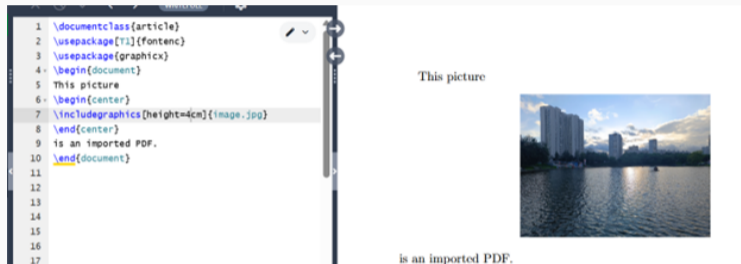 1 \documentclass{article}
2 \usepackage[T1]{fontenc}
3 \usepackage{graphicx}
4 \begin{document}
5 This picture
6 \begin{center}
7 \includegraphics[height=4cm]{image.jpg}
8 \end{center}
9 is an imported PDF.
10 \end{document}
11
12
13
14
15
16
17
This picture
is an imported PDF.